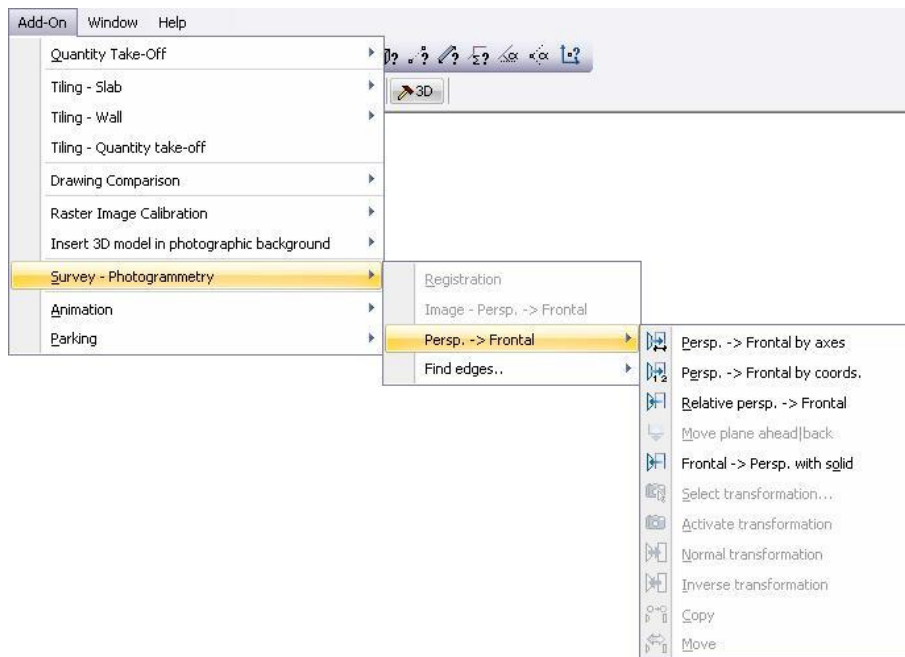 Add-On Window Help
Quantity Take-Off
3D
Tiling - Slab
Tiling - Wall
Tiling - Quantity take-off
Drawing Comparison
Raster Image Calibration
Insert 3D model in photographic background
Survey - Photogrammetry
Animation
Parking
Registration
Image - Persp. -> Frontal
Persp. -> Frontal
Find edges..
Persp. -> Frontal by axes
Persp. -> Frontal by coords.
Relative persp. -> Frontal
Move plane ahead|back
Frontal -> Persp. with solid
Select transformation...
Activate transformation
Normal transformation
Inverse transformation
Copy
Move